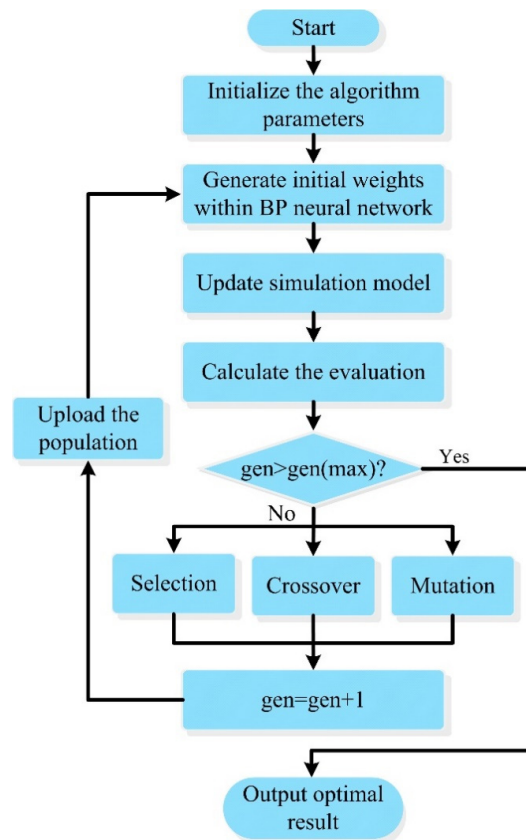 Start
Initialize the algorithm
parameters
Generate initial weights
within BP neural network
Update simulation model
Calculate the evaluation
Upload the
population
gen>gen(max)?
Yes
No
Selection
Crossover
Mutation
gen=gen+1
Output optimal
result